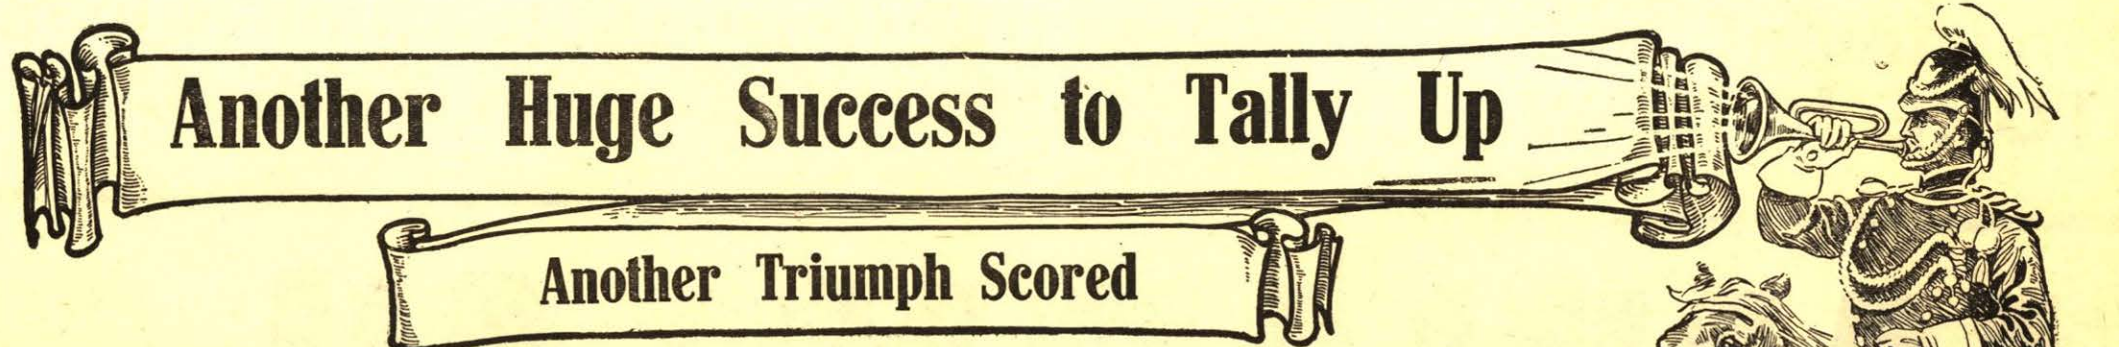 Another Huge Success to Tally Up
Another Triumph Scored